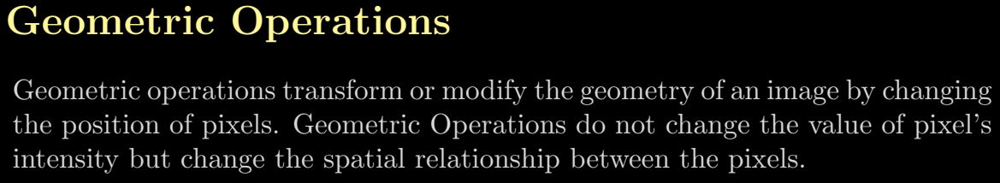 Geometric Operations
Geometric operations transform or modify the geometry of an image by changing
the position of pixels. Geometric Operations do not change the value of pixel's
intensity but change the spatial relationship between the pixels.